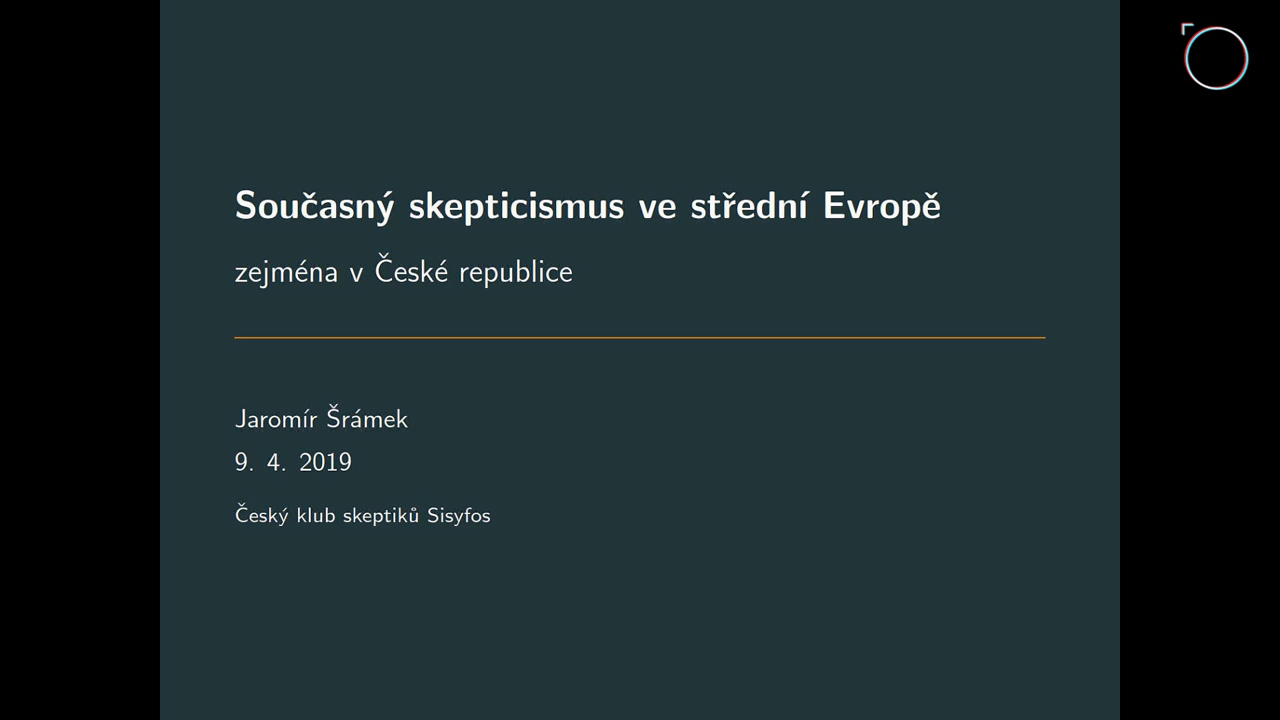 Současný skepticismus ve střední Evropě
zejména v České republice
Jaromír Šrámek
9. 4. 2019
Český klub skeptiků Sisyfos